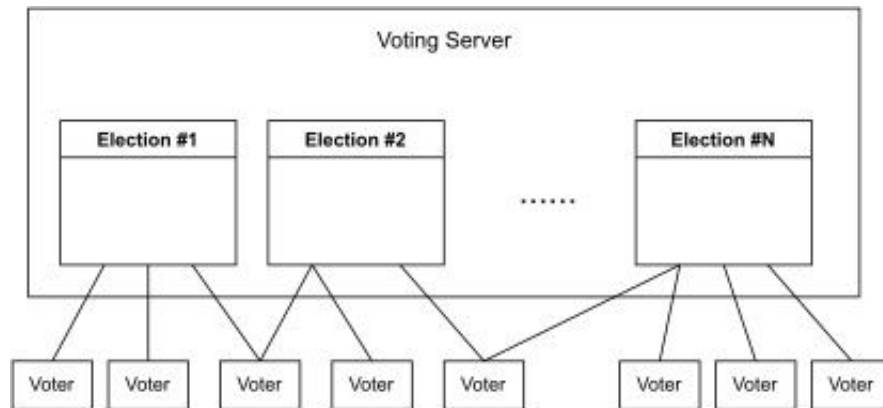 Voting Server
Election #1
Election #2
Election #N
......
Voter
Voter
Voter
Voter
Voter
Voter
Voter
Voter